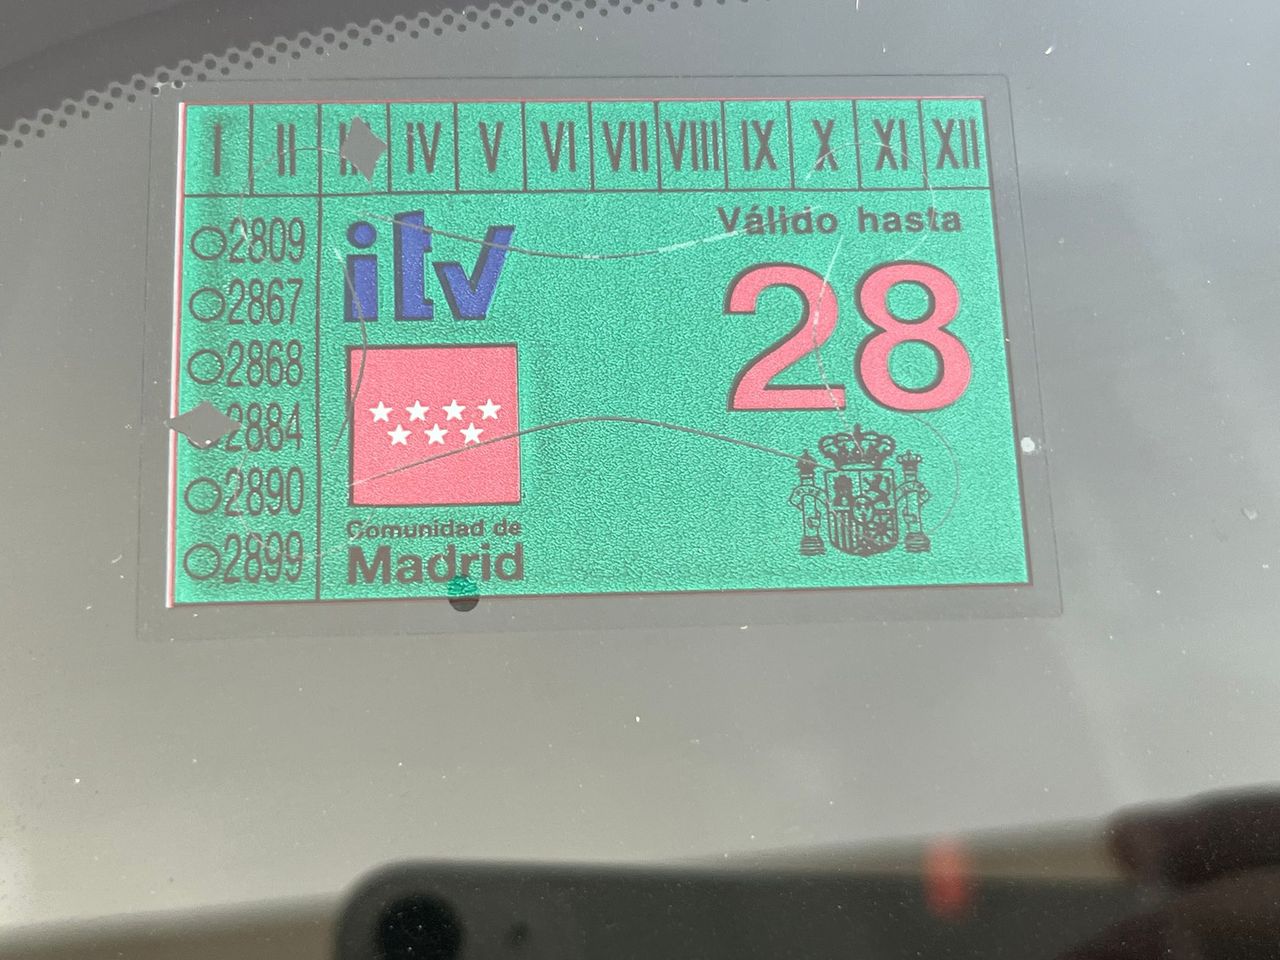 I II III IV V VI VII VIII IX X XI XII
2809
2867
2868
2884
2890
2899
itv
Comunidad de
Madrid
Válido hasta
28